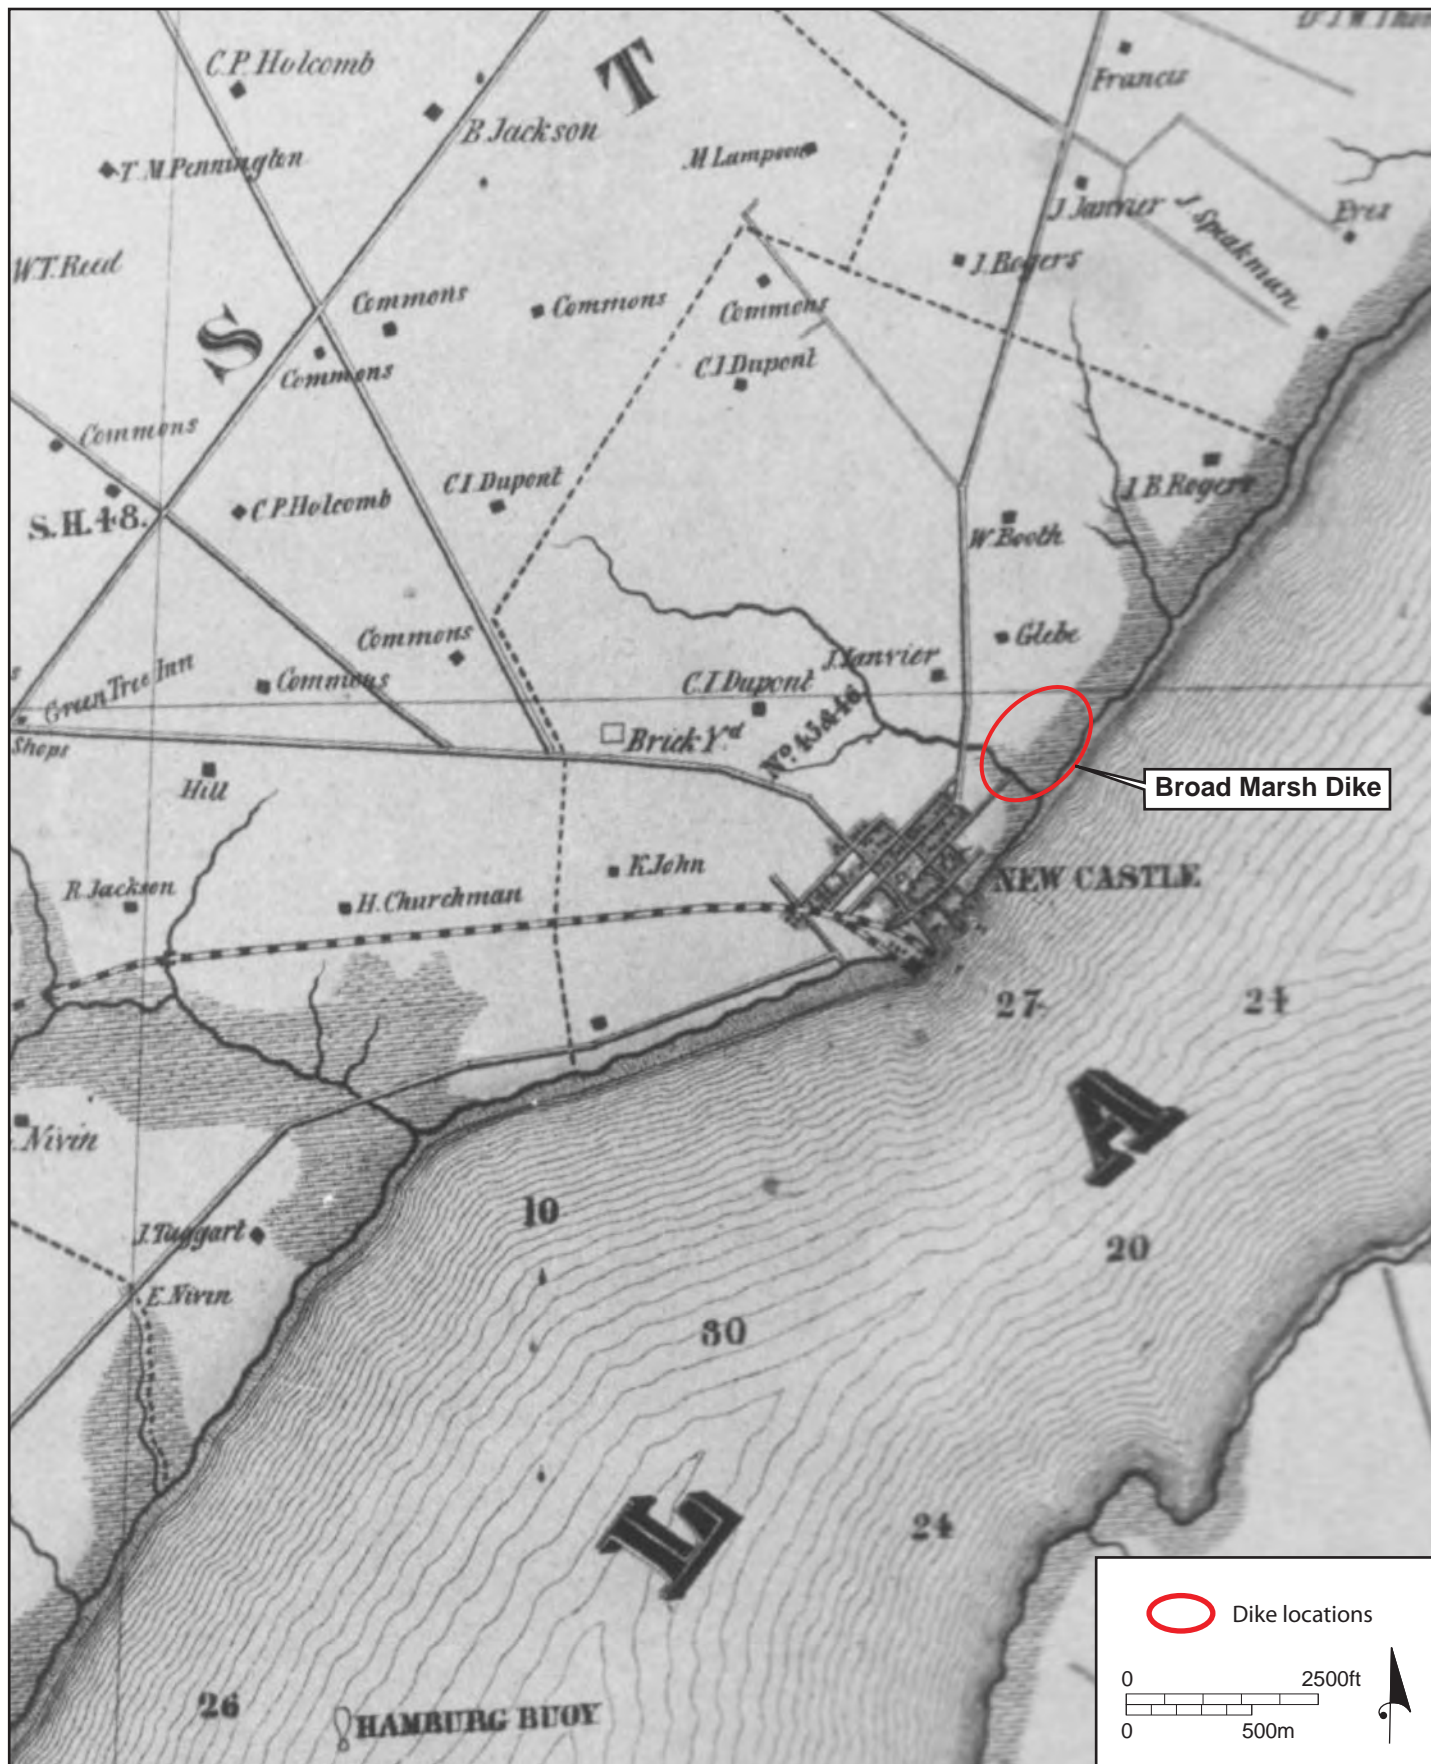 C.P. Holcomb
T
Francis
B. Jackson
T. M. Pennington
J. Janvier
J. Speakman
Eves
W.T. Reed
J. Rogers
Commons
Commons
Commons
S
Commons
C.I. Dupont
Commons
C.I. Dupont
J. B. Rogers
C. P. Holcomb
S.H. 48.
W. Booth
Glebe
Commons
J. Janvier
Green Tree Inn
Commons
C.I. Dupont
No. 45 & 46
Brick Yd
Shops
Hill
Broad Marsh Dike
K. John
NEW CASTLE
R. Jackson
H. Churchman
27
24
A
Nivin
10
J. Taggart
20
E. Nivin
30
L
24
26
HAMBURG BUOY
Dike locations
0 2500ft
0 500m